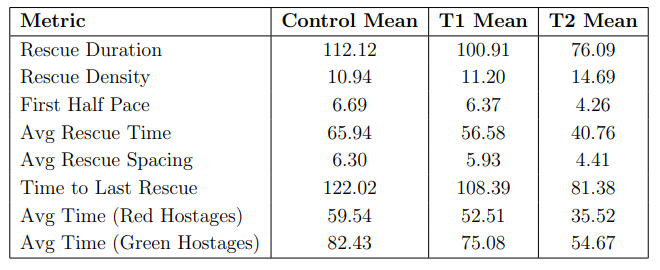 Metric Control Mean T1 Mean T2 Mean
Rescue Duration 112.12 100.91 76.09
Rescue Density 10.94 11.20 14.69
First Half Pace 6.69 6.37 4.26
Avg Rescue Time 65.94 56.58 40.76
Avg Rescue Spacing 6.30 5.93 4.41
Time to Last Rescue 122.02 108.39 81.38
Avg Time (Red Hostages) 59.54 52.51 35.52
Avg Time (Green Hostages) 82.43 75.08 54.67